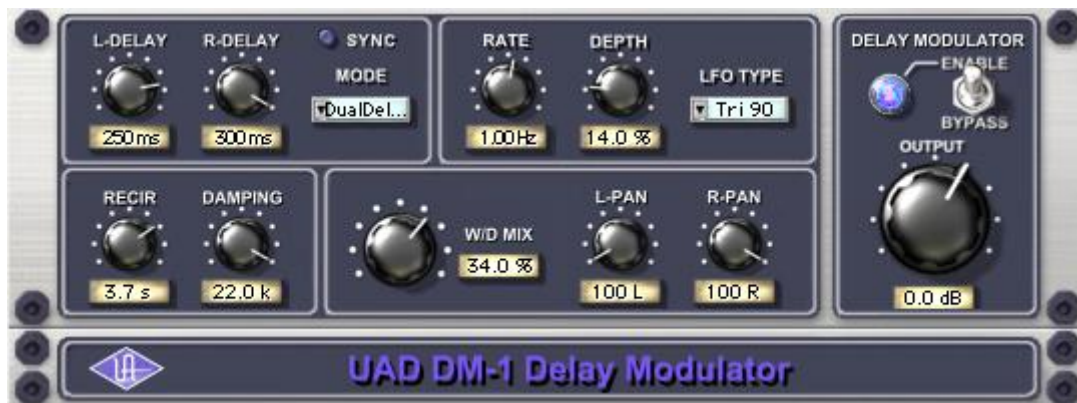 L-DELAY R-DELAY SYNC
MODE
DualDel...
250ms 300ms
RATE DEPTH
LFO TYPE
Tri 90
1.00Hz 14.0 %
DELAY MODULATOR
ENABLE
BYPASS
OUTPUT
0.0 dB
RECIR DAMPING
3.7 s 22.0 k
W/D MIX
34.0 %
L-PAN R-PAN
100 L 100 R
UA
UAD DM-1 Delay Modulator